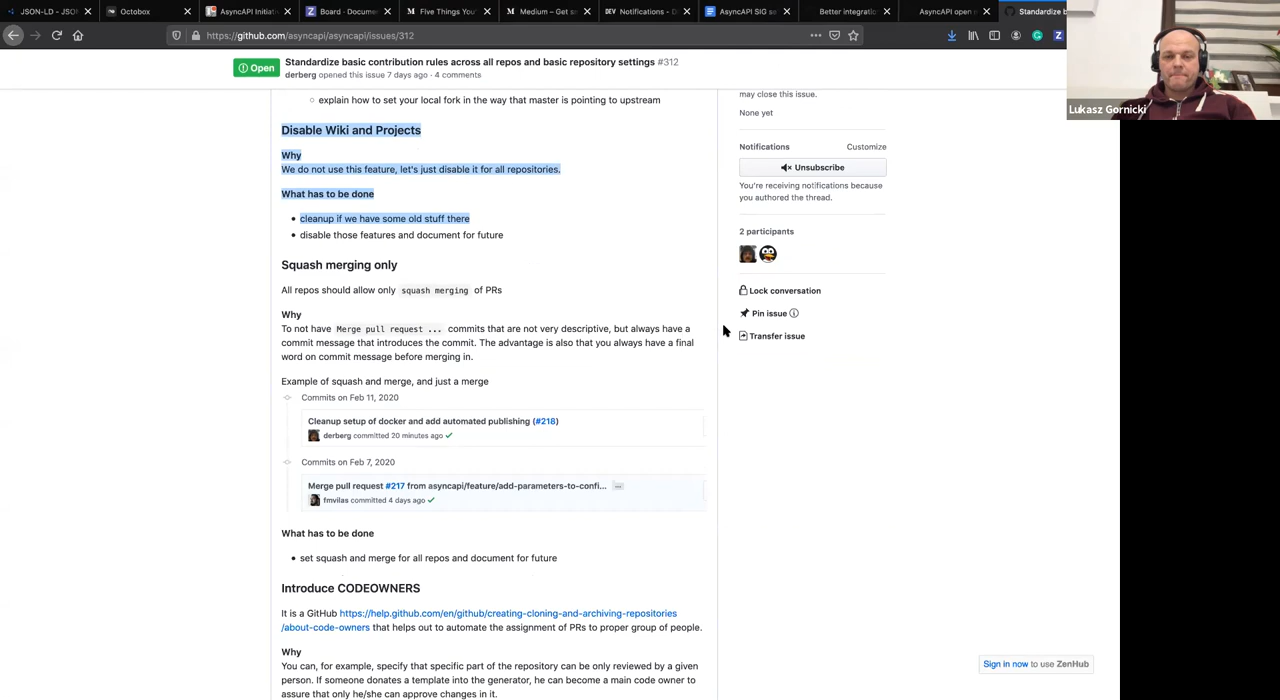 JSON-LD - JSO
Octobox
AsyncAPI Initiati
Board · Docume
Five Things You'
Medium – Get s
DEV Notifications - D
AsyncAPI SIG so
Better integratio
AsyncAPI open m
Standardize b
https://github.com/asyncapi/asyncapi/issues/312
Open
Standardize basic contribution rules across all repos and basic repository settings #312
derberg opened this issue 7 days ago · 4 comments
Lukasz Gornicki
explain how to set your local fork in the way that master is pointing to upstream
Disable Wiki and Projects
Why
We do not use this feature, let's just disable it for all repositories.
What has to be done
cleanup if we have some old stuff there
disable those features and document for future
Squash merging only
All repos should allow only squash merging of PRs
Why
To not have Merge pull request ... commits that are not very descriptive, but always have a
commit message that introduces the commit. The advantage is also that you always have a final
word on commit message before merging in.
Example of squash and merge, and just a merge
Commits on Feb 11, 2020
Cleanup setup of docker and add automated publishing (#218)
derberg committed 20 minutes ago
Commits on Feb 7, 2020
Merge pull request #217 from asyncapi/feature/add-parameters-to-confi...
fmvilas committed 4 days ago
What has to be done
set squash and merge for all repos and document for future
Introduce CODEOWNERS
It is a GitHub https://help.github.com/en/github/creating-cloning-and-archiving-repositories
/about-code-owners that helps out to automate the assignment of PRs to proper group of people.
Why
You can, for example, specify that specific part of the repository can be only reviewed by a given
person. If someone donates a template into the generator, he can become a main code owner to
assure that only he/she can approve changes in it.
may close this issue.
None yet
Notifications
Customize
Unsubscribe
You're receiving notifications because
you authored the thread.
2 participants
Lock conversation
Pin issue
Transfer issue
Sign in now to use ZenHub